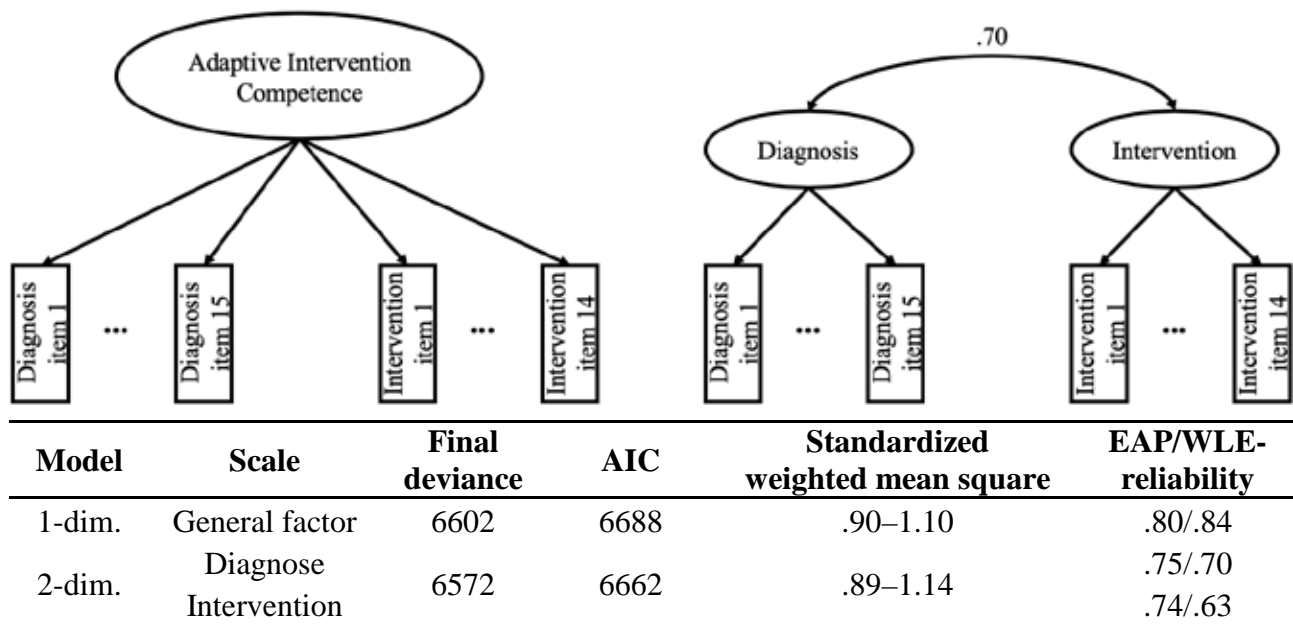 Adaptive Intervention
Competence
.70
Diagnosis
Intervention
Diagnosis
item 1
...
Diagnosis
item 15
Intervention
item 1
...
Intervention
item 14
Diagnosis
item 1
...
Diagnosis
item 15
Intervention
item 1
...
Intervention
item 14
Model Scale Final deviance AIC Standardized weighted mean square EAP/WLE-reliability
1-dim. General factor 6602 6688 .90–1.10 .80/.84
2-dim. Diagnose 6572 6662 .89–1.14 .75/.70
Intervention .74/.63